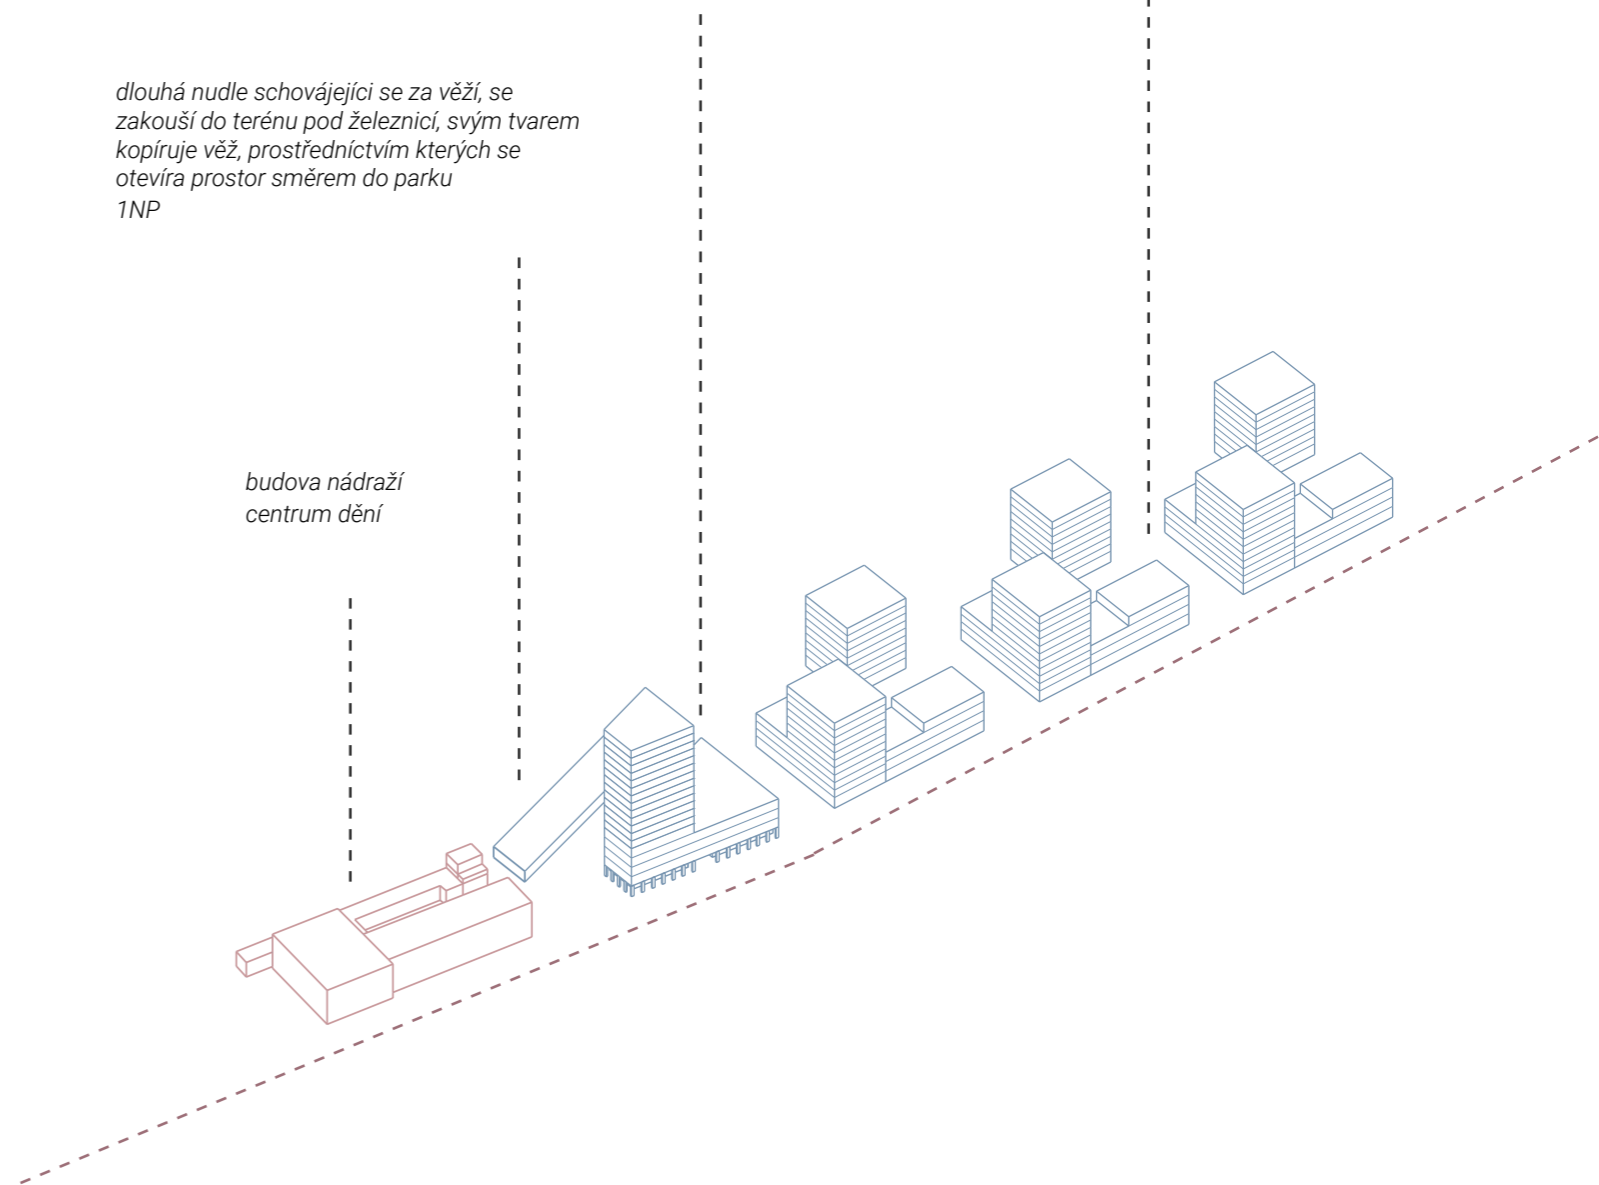 dlouhá nudle schovájejíci se za věží, se
zakouší do terénu pod železnicí, svým tvarem
kopíruje věž, prostředníctvím kterých se
otevíra prostor směrem do parku
1NP
budova nádraží
centrum dění